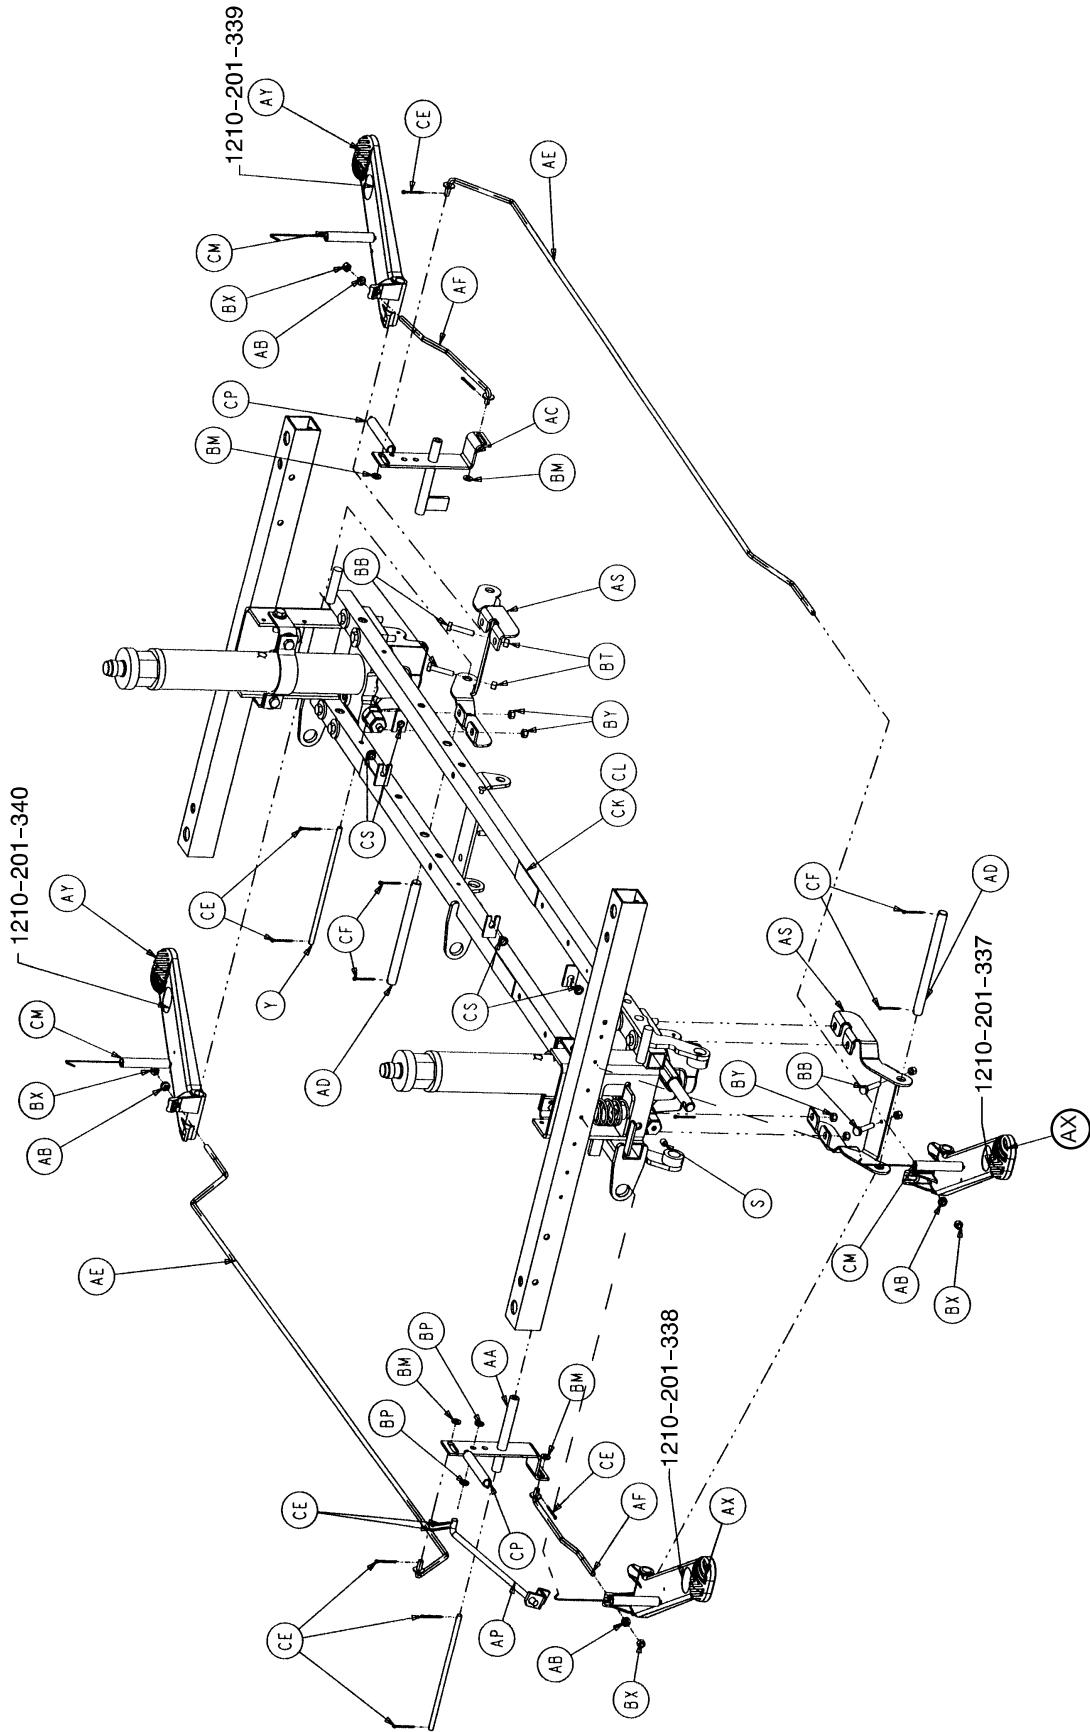 1210-201-339
AY
CE
AE
CM
BX
AB
AF
CP
BM
AC
BM
BB
AS
BT
BY
CL
CK
CS
1210-201-340
AY
CE
CM
BX
AB
Y
CF
AD
CS
CF
AD
AS
BY
BB
1210-201-337
AX
S
CM
AB
BX
AE
BP
BM
AA
BP
BM
CE
CE
CP
AF
1210-201-338
AX
CE
AP
AB
BX